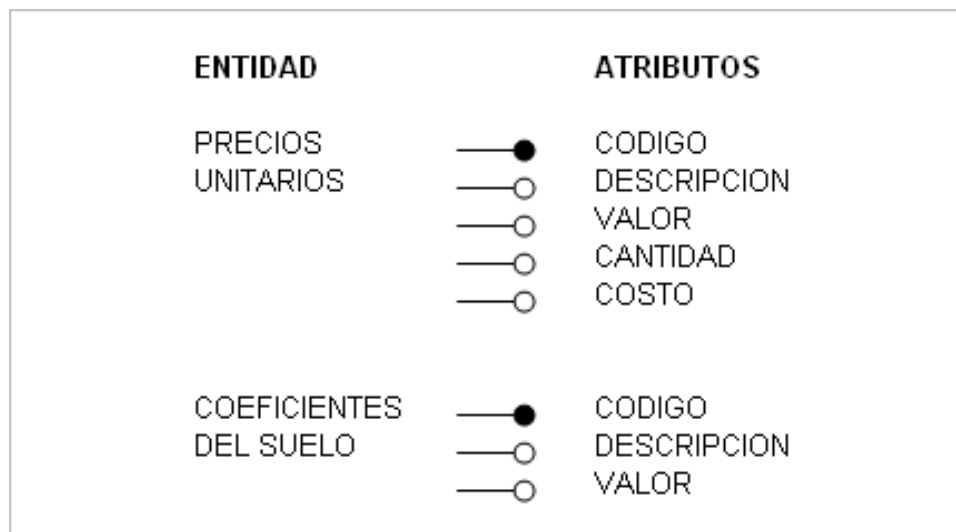 ENTIDAD ATRIBUTOS
PRECIOS CODIGO
UNITARIOS DESCRIPCION
VALOR
CANTIDAD
COSTO
COEFICIENTES CODIGO
DEL SUELO DESCRIPCION
VALOR